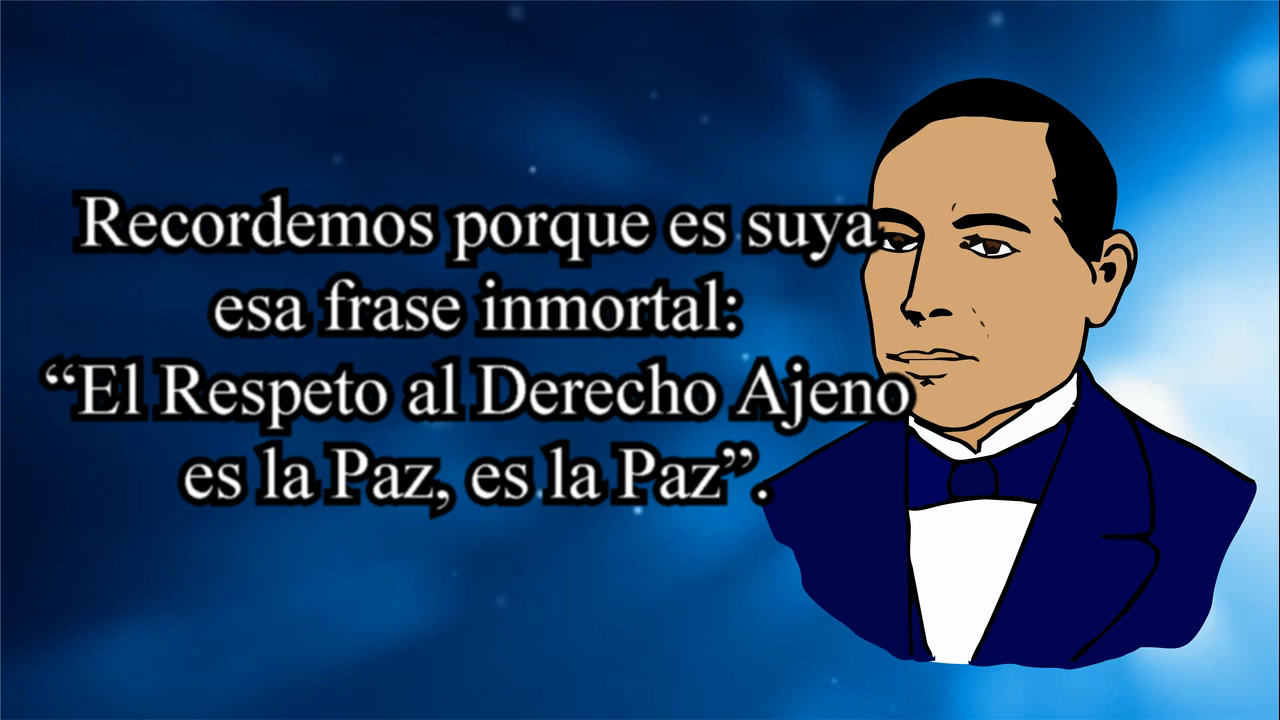 Recordemos porque es suya
esa frase inmortal:
“El Respeto al Derecho Ajeno
es la Paz, es la Paz”.